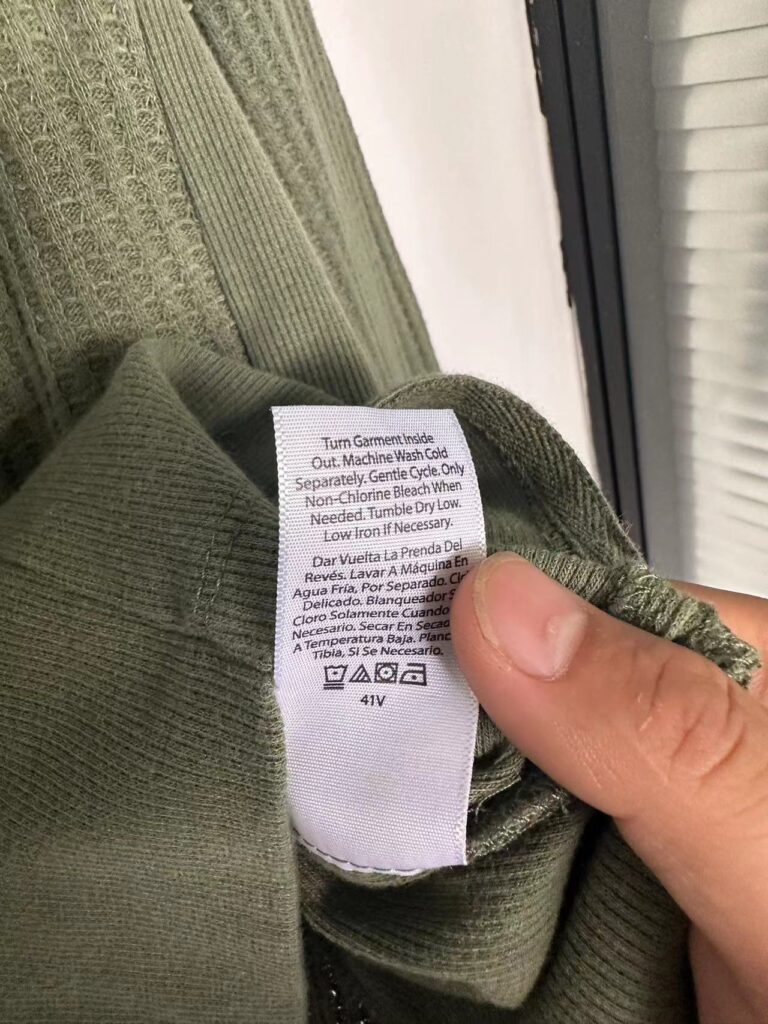 Turn Garment Inside
Out. Machine Wash Cold
Separately. Gentle Cycle. Only
Non-Chlorine Bleach When
Needed. Tumble Dry Low.
Low Iron If Necessary.
Dar Vuelta La Prenda Del
Revés. Lavar A Máquina En
Agua Fría, Por Separado.
Delicado. Blanqueador
Cloro Solamente Cuando
Necesario. Secar En
A Temperatura Baja.
Tibia, Si Se Necesario.
41V